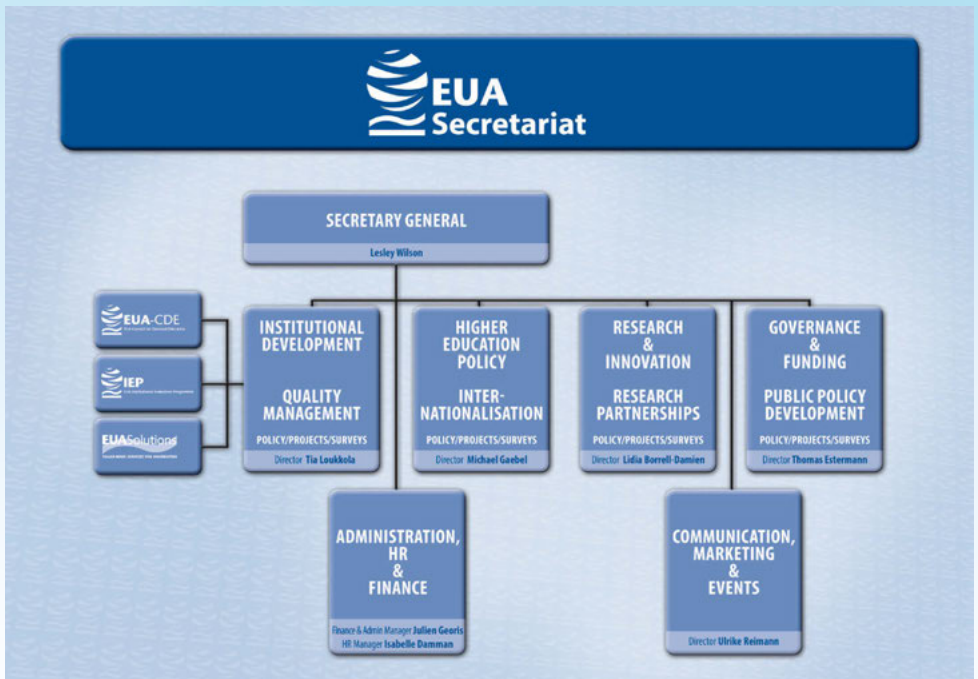 EUA
Secretariat
SECRETARY GENERAL
Lesley Wilson
EUA-CDE
IEP
EUASolutions
INSTITUTIONAL
DEVELOPMENT
QUALITY
MANAGEMENT
POLICY/PROJECTS/SURVEYS
Director Tia Loukkola
HIGHER
EDUCATION
POLICY
INTER-
NATIONALISATION
POLICY/PROJECTS/SURVEYS
Director Michael Gaebel
RESEARCH
&
INNOVATION
RESEARCH
PARTNERSHIPS
POLICY/PROJECTS/SURVEYS
Director Lidia Borrell-Damien
GOVERNANCE
&
FUNDING
PUBLIC POLICY
DEVELOPMENT
POLICY/PROJECTS/SURVEYS
Director Thomas Estermann
ADMINISTRATION,
HR
&
FINANCE
Finance & Admin Manager Julien Georis
HR Manager Isabelle Damman
COMMUNICATION,
MARKETING
&
EVENTS
Director Ulrike Reimann